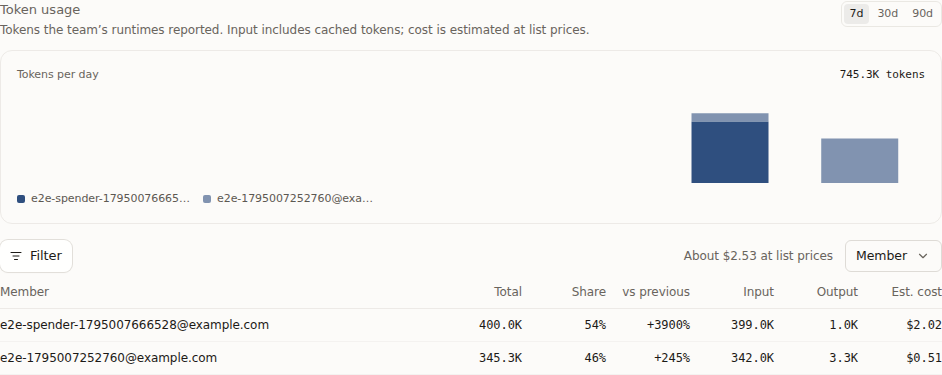 Token usage
7d 30d 90d
Tokens the team’s runtimes reported. Input includes cached tokens; cost is estimated at list prices.
Tokens per day
745.3K tokens
e2e-spender-17950076665… e2e-1795007252760@exa…
Filter
About $2.53 at list prices
Member
Member Total Share vs previous Input Output Est. cost
e2e-spender-1795007666528@example.com 400.0K 54% +3900% 399.0K 1.0K $2.02
e2e-1795007252760@example.com 345.3K 46% +245% 342.0K 3.3K $0.51